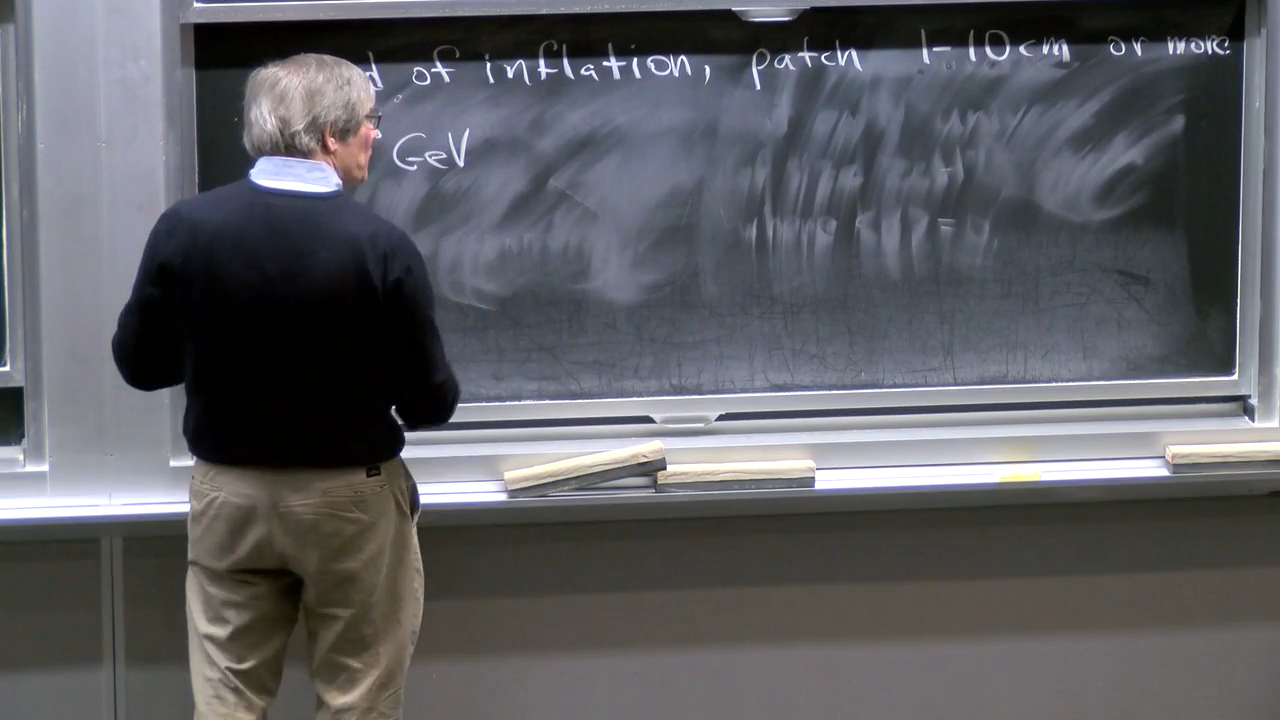 of inflation, patch 1-10cm or more
GeV